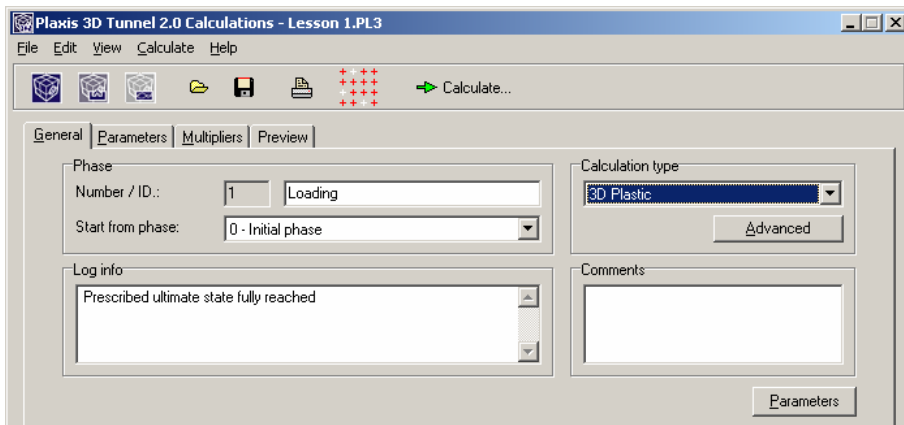 Plaxis 3D Tunnel 2.0 Calculations - Lesson 1.PL3
File Edit View Calculate Help
Calculate...
General Parameters Multipliers Preview
Phase
Number / ID.: 1 Loading
Start from phase: 0 - Initial phase
Calculation type
3D Plastic
Advanced
Log info
Prescribed ultimate state fully reached
Comments
Parameters